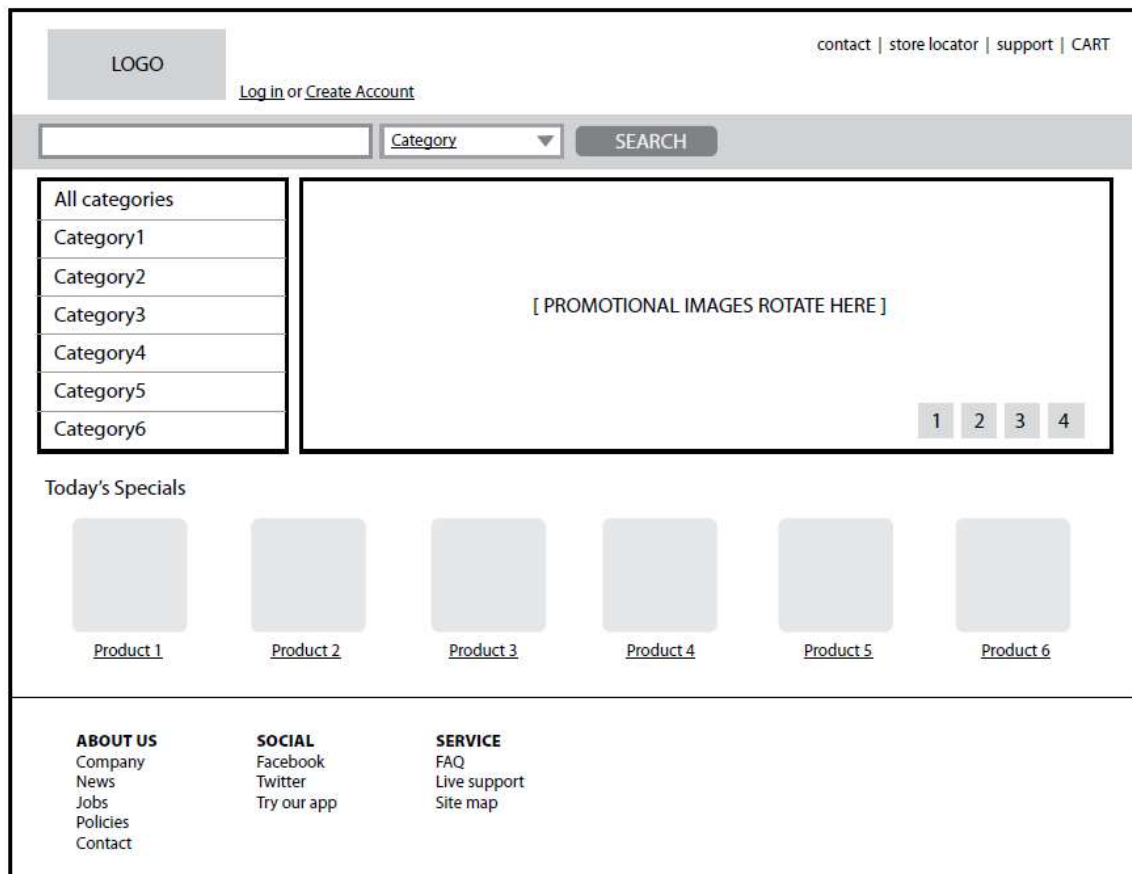 LOGO
contact | store locator | support | CART
Log in or Create Account
Category
SEARCH
All categories
Category1
Category2
Category3
Category4
Category5
Category6
[ PROMOTIONAL IMAGES ROTATE HERE ]
1 2 3 4
Today's Specials
Product 1
Product 2
Product 3
Product 4
Product 5
Product 6
ABOUT US
Company
News
Jobs
Policies
Contact
SOCIAL
Facebook
Twitter
Try our app
SERVICE
FAQ
Live support
Site map